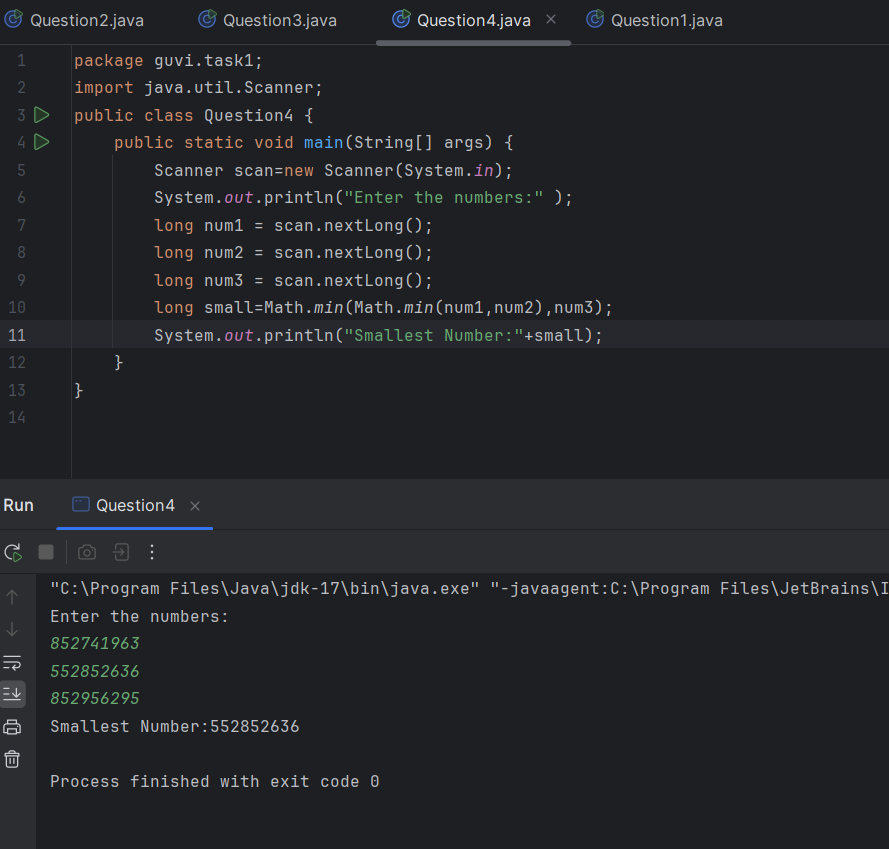 Question2.java Question3.java Question4.java Question1.java
1 package guvi.task1;
2 import java.util.Scanner;
3 public class Question4 {
4     public static void main(String[] args) {
5         Scanner scan=new Scanner(System.in);
6         System.out.println("Enter the numbers:" );
7         long num1 = scan.nextLong();
8         long num2 = scan.nextLong();
9         long num3 = scan.nextLong();
10         long small=Math.min(Math.min(num1,num2),num3);
11         System.out.println("Smallest Number:"+small);
12     }
13 }
14
Run Question4
"C:\Program Files\Java\jdk-17\bin\java.exe" "-javaagent:C:\Program Files\JetBrains\I
Enter the numbers:
852741963
552852636
852956295
Smallest Number:552852636
Process finished with exit code 0